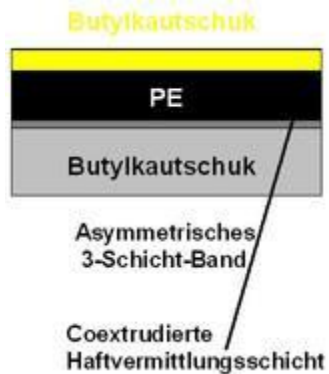 Butylkautschuk
PE
Butylkautschuk
Asymmetrisches
3-Schicht-Band
Coextrudierte
Haftvermittlungsschicht